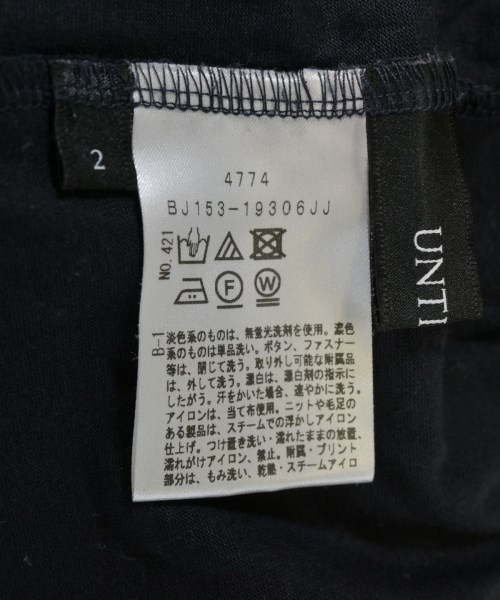 2
4774
BJ153-19306JJ
NO.421
F
W
B-1
淡色系のものは、無蛍光洗剤を使用。濃色
系のものは単品洗い。ボタン、ファスナー
等は、閉じて洗う。取り外し可能な附属品
は、外して洗う。漂白は、漂白剤の指示に
したがう。汗をかいた場合、速やかに洗う。
アイロンは、当て布使用。ニットや毛足の
ある製品は、スチームでの浮かしアイロン
仕上げ。つけ置き洗い・濡れたままの放置、
濡れがけアイロン、禁止。附属・プリント
部分は、もみ洗い、乾熱・スチームアイロ
UNTI